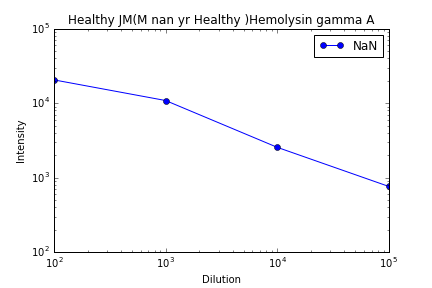 Healthy JM(M nan yr Healthy )Hemolysin gamma A
NaN
10^5
10^4
10^3
10^2
Intensity
10^2 10^3 10^4 10^5
Dilution